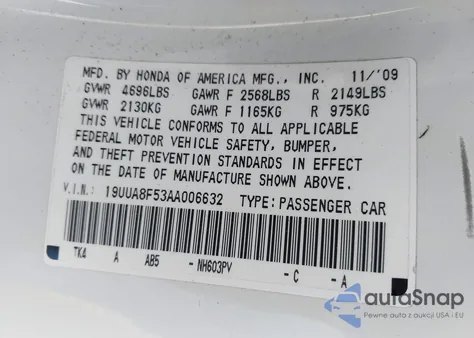 MFD. BY HONDA OF AMERICA MFG., INC. 11/'09
GVWR 4696LBS GAWR F 2568LBS R 2149LBS
GVWR 2130KG GAWR F 1165KG R 975KG
THIS VEHICLE CONFORMS TO ALL APPLICABLE
FEDERAL MOTOR VEHICLE SAFETY, BUMPER,
AND THEFT PREVENTION STANDARDS IN EFFECT
ON THE DATE OF MANUFACTURE SHOWN ABOVE.
V.I.N.: 19UUA8F53AA006632 TYPE:PASSENGER CAR
TK4 A AB5 - NH603PV - C - A
autaSnap
Pewne auta z aukcji USA i EU